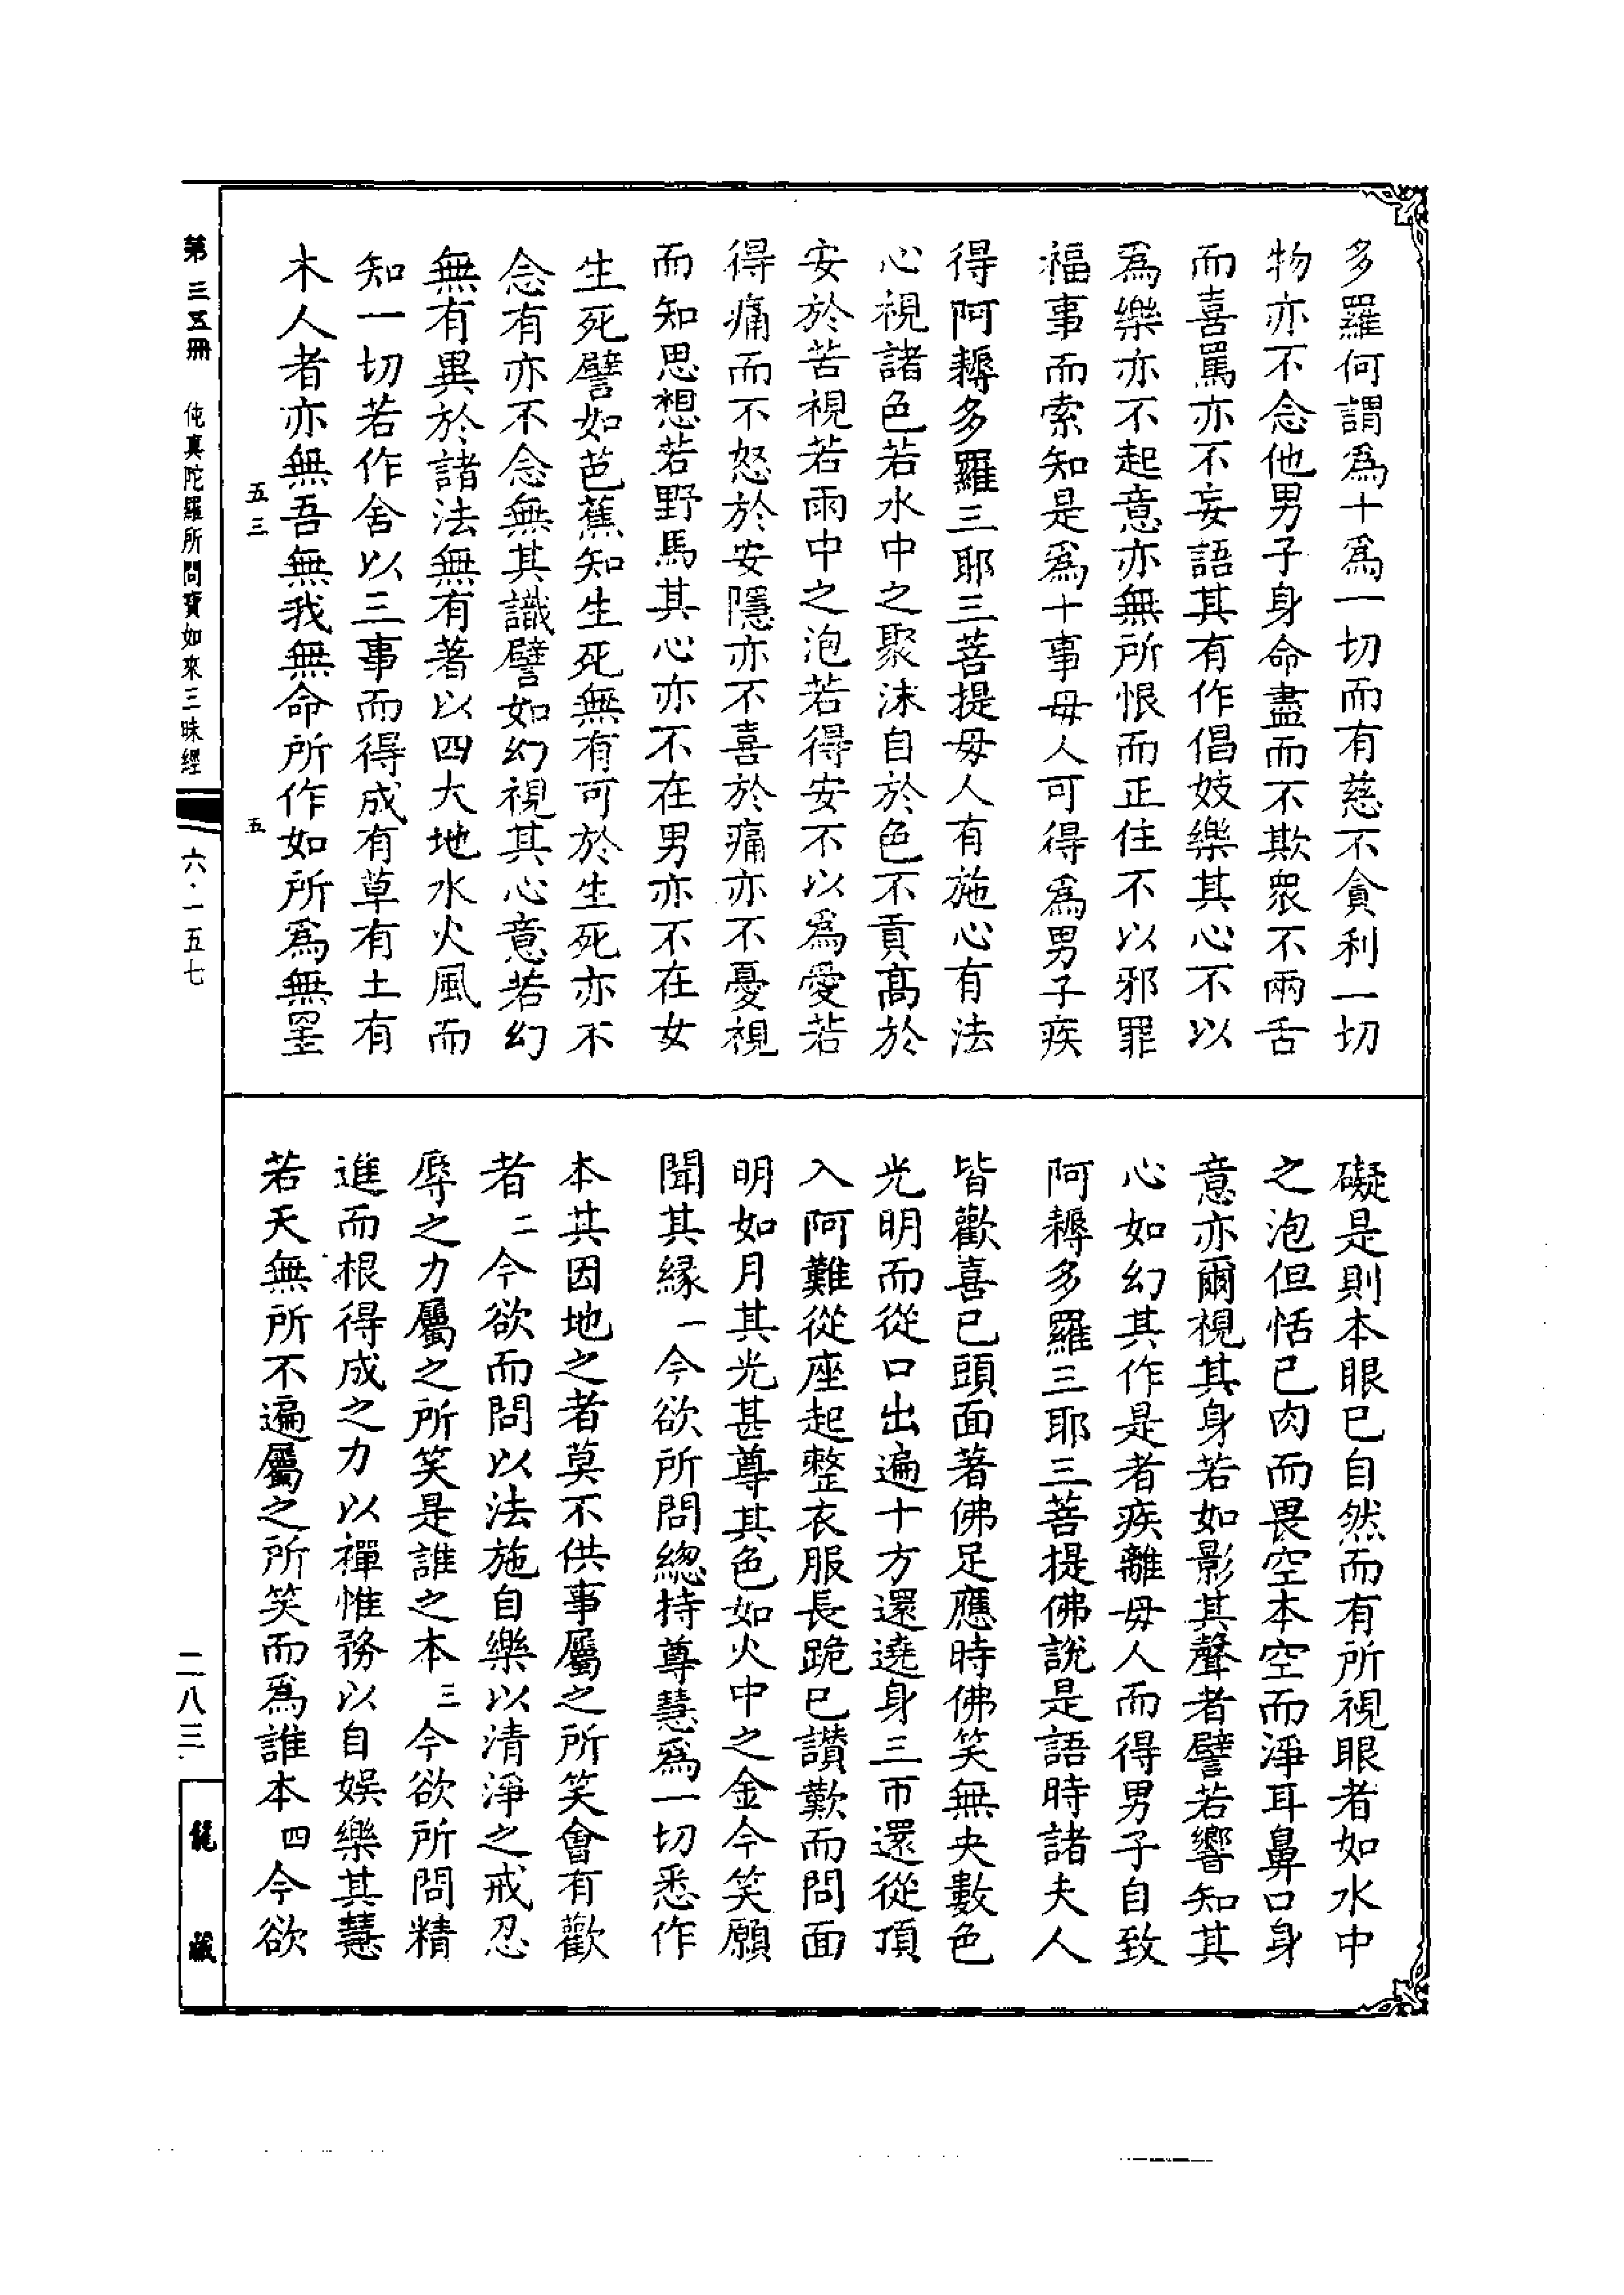 多羅何謂爲十爲一切而有慈不貪利一切
物亦不念他男子身命盡而不欺衆不兩舌
而喜罵亦不妄語其有作倡妓樂其心不以
爲樂亦不起意亦無所恨而正住不以邪罪
福事而索知是爲十事母人可得爲男子疾
得阿耨多羅三耶三菩提母人有施心有法
心視諸色若水中之聚沫自於色不貢高於
安於苦視若雨中之泡若得安不以爲愛若
得痛而不怒於安隱亦不喜於痛亦不憂視
而知思想若野馬其心亦不在男亦不在女
生死譬如芭蕉知生死無有可於生死亦不
念有亦不念無其識譬如幻視其心意若幻
無有異於諸法無有著以四大地水火風而
知一切若作舍以三事而得成有草有土有
木人者亦無吾無我無命所作如所爲無罣
礙是則本眼已自然而有所視眼者如水中
之泡但恬已肉而畏空本空而淨耳鼻口身
意亦爾視其身若如影其聲者譬若響知其
心如幻其作是者疾離母人而得男子自致
阿耨多羅三耶三菩提佛說是語時諸夫人
皆歡喜已頭面著佛足應時佛笑無央數色
光明而從口出遍十方還遶身三帀還從頂
入阿難從座起整衣服長跪已讚歎而問面
明如月其光甚尊其色如火中之金今笑願
聞其緣一今欲所問總持尊慧爲一切悉作
本其因地之者莫不供事屬之所笑會有歡
者二今欲而問以法施自樂以清淨之戒忍
辱之力屬之所笑是誰之本三今欲所問精
進而根得成之力以禪惟務以自娛樂其慧
若天無所不遍屬之所笑而爲誰本四今欲
五三
五
第三五冊 伅真陀羅所問寶如來三昧經
六·一五七
二八三
龍藏